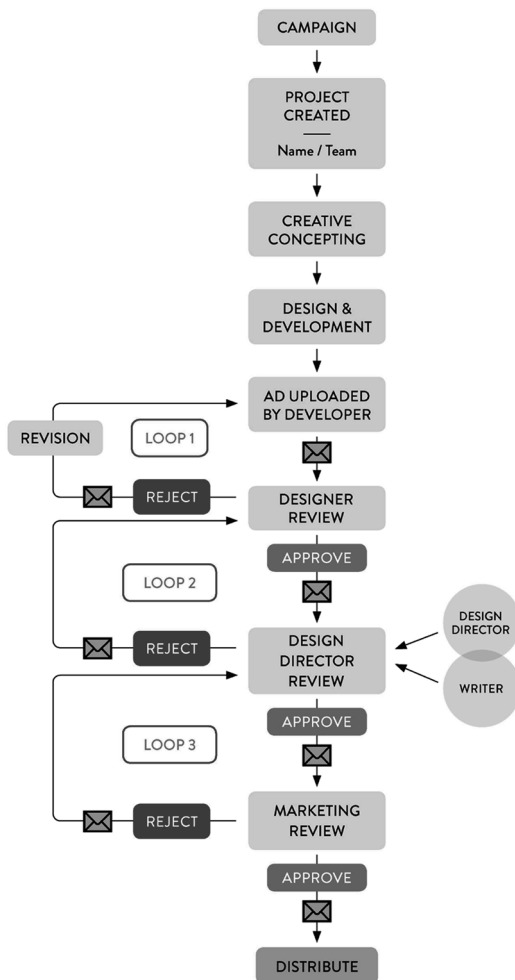 CAMPAIGN
PROJECT
CREATED
Name / Team
CREATIVE
CONCEPTING
DESIGN &
DEVELOPMENT
AD UPLOADED
BY DEVELOPER
REVISION
LOOP 1
REJECT
DESIGNER
REVIEW
APPROVE
LOOP 2
REJECT
DESIGN
DIRECTOR
REVIEW
DESIGN
DIRECTOR
WRITER
APPROVE
LOOP 3
REJECT
MARKETING
REVIEW
APPROVE
DISTRIBUTE